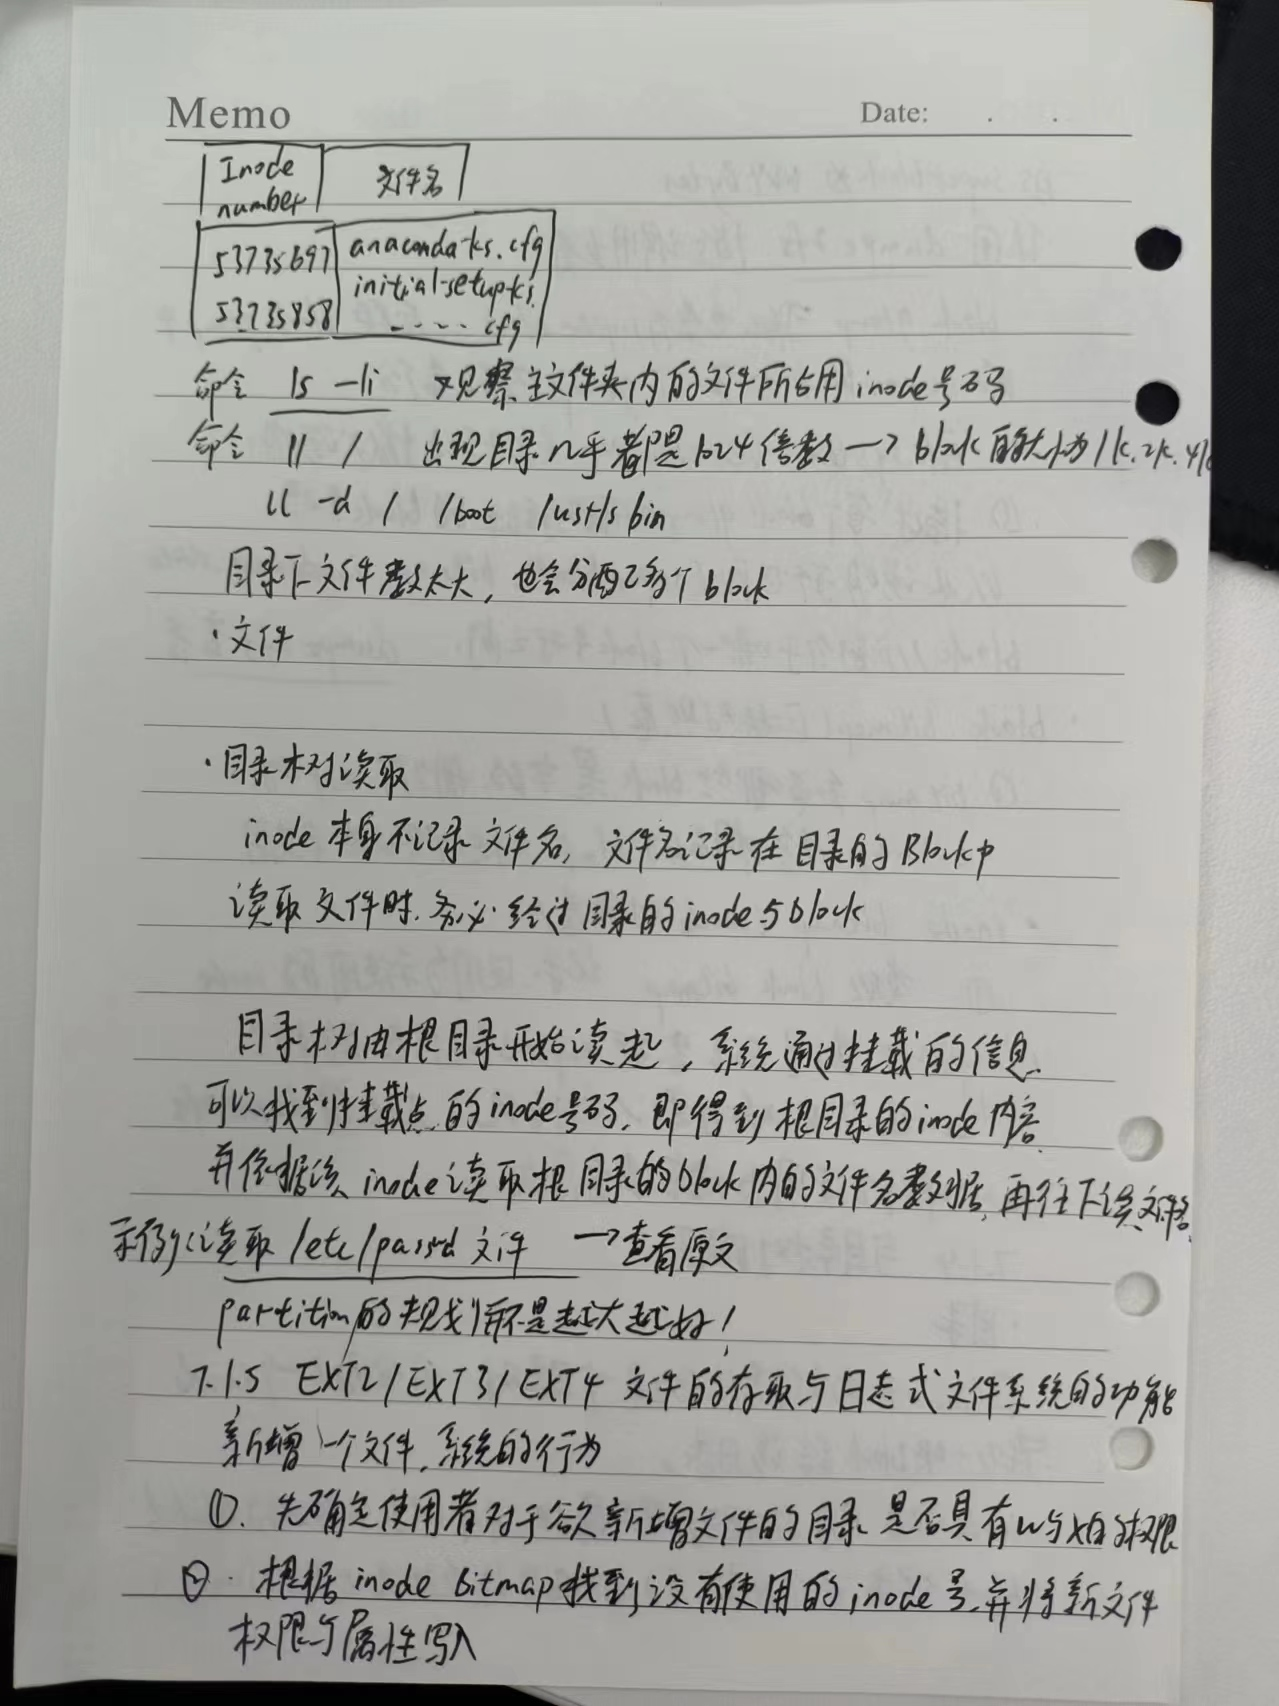 Memo
Date: . .
Inode 文件名
number
53735697 anaconda-ks.cfg
initial-setup-ks.
53735858 ....cfg
命令 ls -li 观察主文件夹内的文件所占用inode号码
命令 ll / 出现目录几乎都是1024倍数→block的大小为1k.2k.4k
ll -d / /boot /usr/sbin
目录下文件数太大，也会分配多个block
·文件
·目录树读取
inode本身不记录文件名，文件名记录在目录的Block中
读取文件时.务必经过目录的inode与block
目录树由根目录开始读起，系统通过挂载的信息
可以找到挂载点的inode号码，即得到根目录的inode内容
并依据该inode读取根目录的block内的文件名数据，再往下读文件名
示例：读取/etc/passwd文件→查看原文
partition的规划并不是越大越好！
7.1.5 EXT2/EXT3/EXT4 文件的存取与日志式文件系统的功能
新增一个文件，系统的行为
①. 先确定使用者对于欲新增文件的目录是否具有w与x的权限
②. 根据inode bitmap找到没有使用的inode号，并将新文件
权限与属性写入